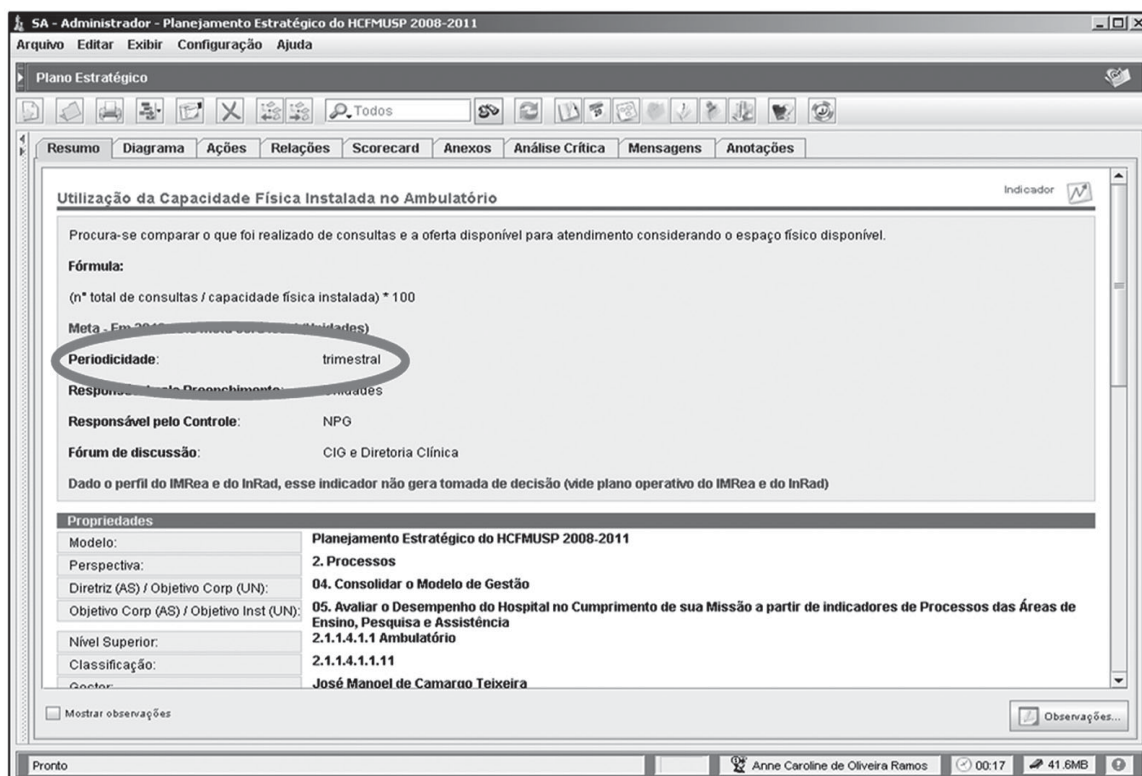 SA - Administrador - Planejamento Estratégico do HCFMUSP 2008-2011
Arquivo Editar Exibir Configuração Ajuda
Plano Estratégico
Todos
Resumo Diagrama Ações Relações Scorecard Anexos Análise Crítica Mensagens Anotações
Indicador
Utilização da Capacidade Física Instalada no Ambulatório
Procura-se comparar o que foi realizado de consultas e a oferta disponível para atendimento considerando o espaço físico disponível.
Fórmula:
(n° total de consultas / capacidade física instalada) * 100
Meta - Em
Periodicidade: trimestral
Preenchimento:
Responsável pelo Controle: NPG
Fórum de discussão: CIG e Diretoria Clínica
Dado o perfil do IMRea e do InRad, esse indicador não gera tomada de decisão (vide plano operativo do IMRea e do InRad)
Propriedades
Modelo: Planejamento Estratégico do HCFMUSP 2008-2011
Perspectiva: 2. Processos
Diretriz (AS) / Objetivo Corp (UN): 04. Consolidar o Modelo de Gestão
Objetivo Corp (AS) / Objetivo Inst (UN): 05. Avaliar o Desempenho do Hospital no Cumprimento de sua Missão a partir de indicadores de Processos das Áreas de
Ensino, Pesquisa e Assistência
Nível Superior: 2.1.1.4.1.1 Ambulatório
Classificação: 2.1.1.4.1.1.11
Gestor: José Manoel de Camargo Teixeira
Mostrar observações Observações...
Pronto Anne Caroline de Oliveira Ramos 00:17 41.6MB